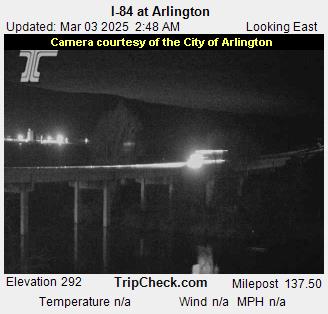 I-84 at Arlington
Updated: Mar 03 2025 2:48 AM Looking East
Camera courtesy of the City of Arlington
Elevation 292 TripCheck.com Milepost 137.50
Temperature n/a Wind n/a MPH n/a